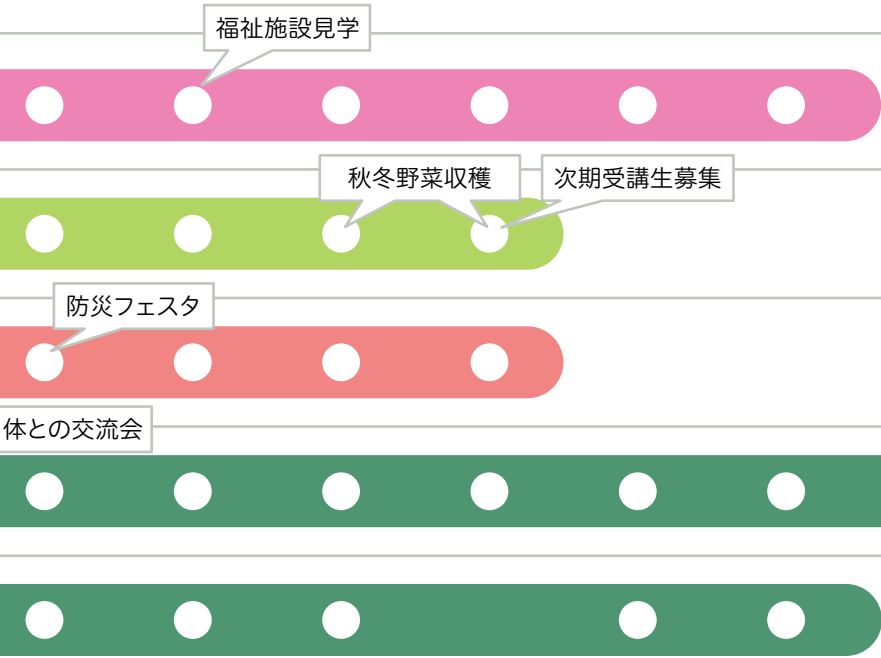 福祉施設見学
秋冬野菜収穫
次期受講生募集
防災フェスタ
体との交流会